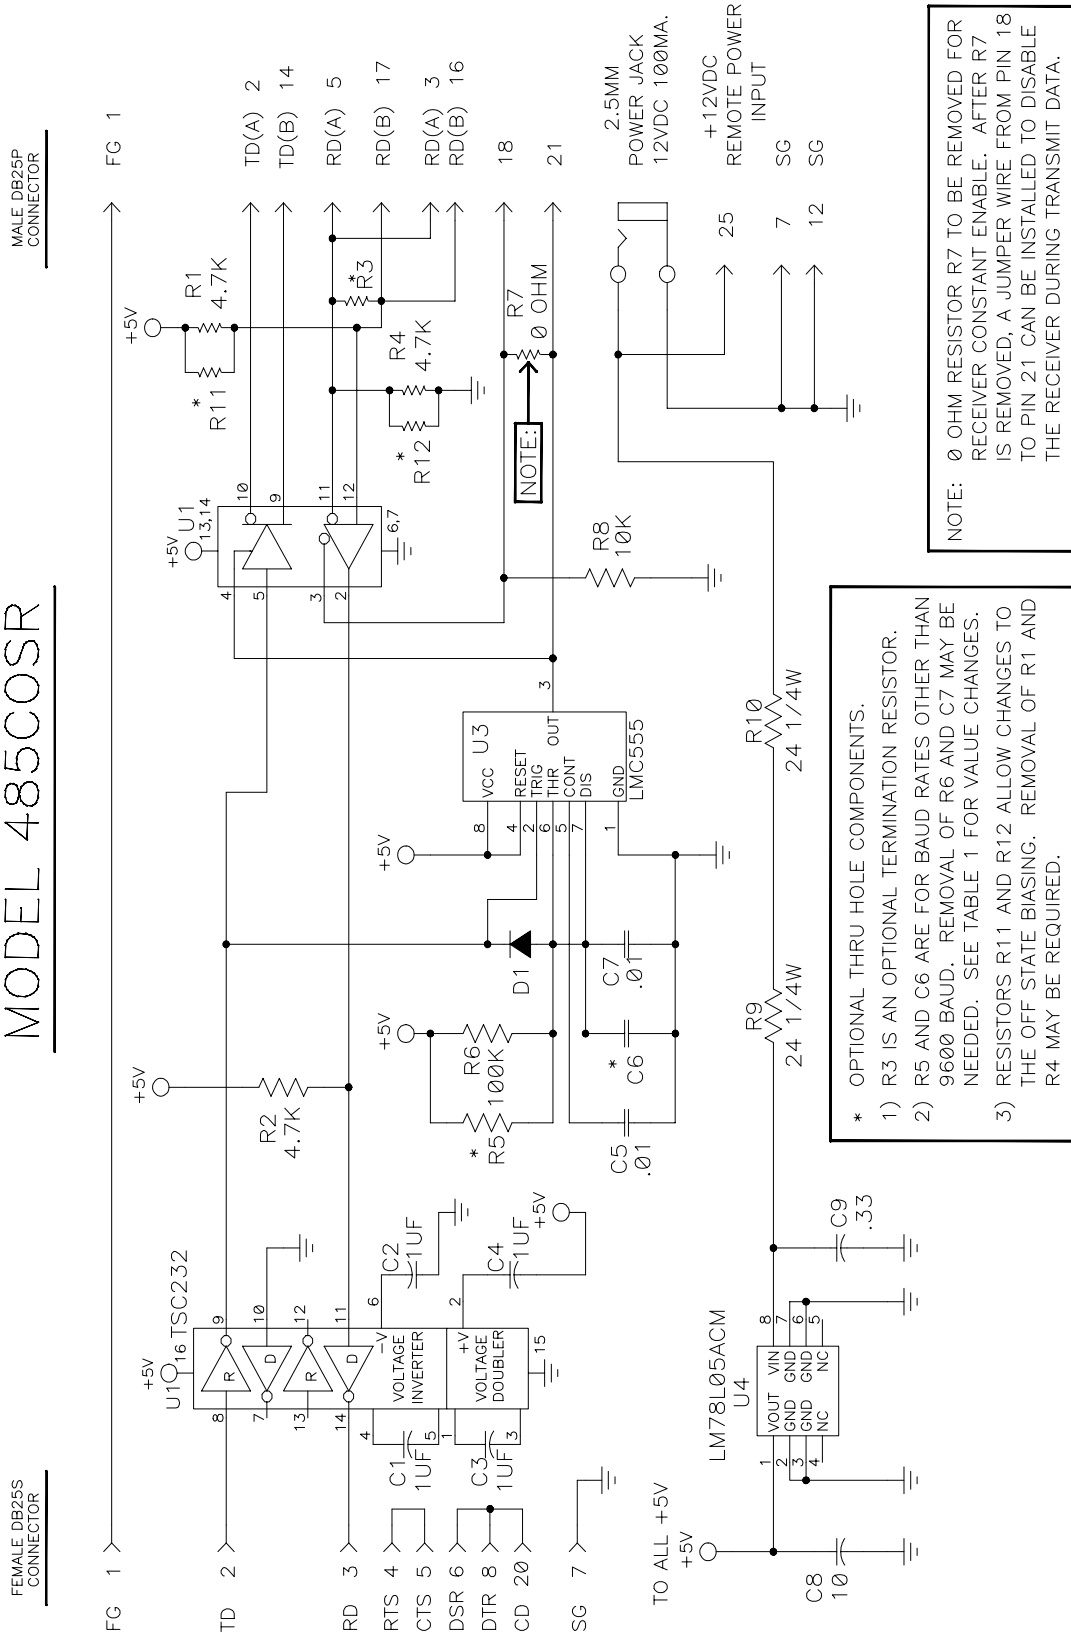 MODEL 485COSR
FEMALE DB25S
CONNECTOR
MALE DB25P
CONNECTOR
FG 1
FG 1
TD 2
RD 3
RTS 4
CTS 5
DSR 6
DTR 8
CD 20
SG 7
+5V
U1
16
TSC232
8
R
9
7
D
10
13
R
12
14
D
11
4
5
VOLTAGE
INVERTER
-V
6
1
3
VOLTAGE
DOUBLER
+V
2
15
C1
1UF
C3
1UF
C2
1UF
C4
1UF
+5V
+5V
R2
4.7K
+5V
*
R5
R6
100K
D1
C5
.01
*
C6
C7
.01
+5V
8
4
2
6
5
7
1
VCC
RESET
TRIG
THR
CONT
DIS
GND
U3
OUT
3
LMC555
+5V
U1
13,14
4
5
3
2
10
9
11
12
6,7
+5V
R1
4.7K
*
R11
*
R3
R4
4.7K
*
R12
R7
0 OHM
NOTE:
R8
10K
TD(A) 2
TD(B) 14
RD(A) 5
RD(B) 17
RD(A) 3
RD(B) 16
18
21
2.5MM
POWER JACK
12VDC 100MA.
+12VDC
REMOTE POWER
INPUT
25
7 SG
12 SG
TO ALL +5V
+5V
C8
10
LM78L05ACM
U4
1
2
3
4
VOUT
GND
GND
NC
VIN
GND
GND
NC
8
7
6
5
C9
.33
R9
24 1/4W
R10
24 1/4W
* OPTIONAL THRU HOLE COMPONENTS.
1) R3 IS AN OPTIONAL TERMINATION RESISTOR.
2) R5 AND C6 ARE FOR BAUD RATES OTHER THAN
9600 BAUD. REMOVAL OF R6 AND C7 MAY BE
NEEDED. SEE TABLE 1 FOR VALUE CHANGES.
3) RESISTORS R11 AND R12 ALLOW CHANGES TO
THE OFF STATE BIASING. REMOVAL OF R1 AND
R4 MAY BE REQUIRED.
NOTE: 0 OHM RESISTOR R7 TO BE REMOVED FOR
RECEIVER CONSTANT ENABLE. AFTER R7
IS REMOVED, A JUMPER WIRE FROM PIN 18
TO PIN 21 CAN BE INSTALLED TO DISABLE
THE RECEIVER DURING TRANSMIT DATA.